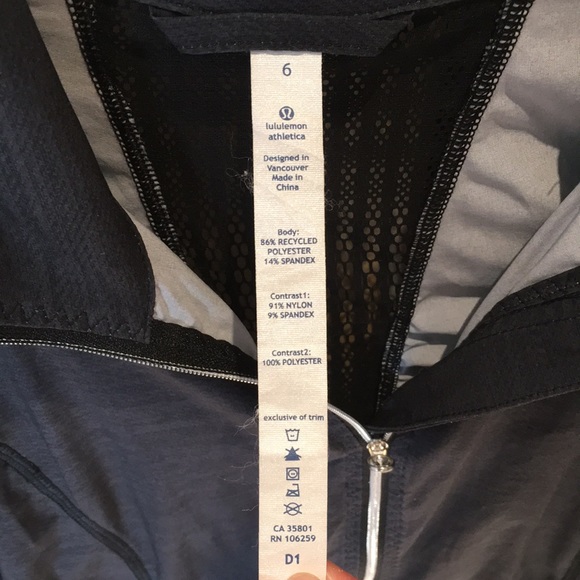 6
lululemon
athletica
Designed in
Vancouver
Made in
China
Body:
86% RECYCLED
POLYESTER
14% SPANDEX
Contrast1:
91% NYLON
9% SPANDEX
Contrast2:
100% POLYESTER
exclusive of trim
CA 35801
RN 106259
D1